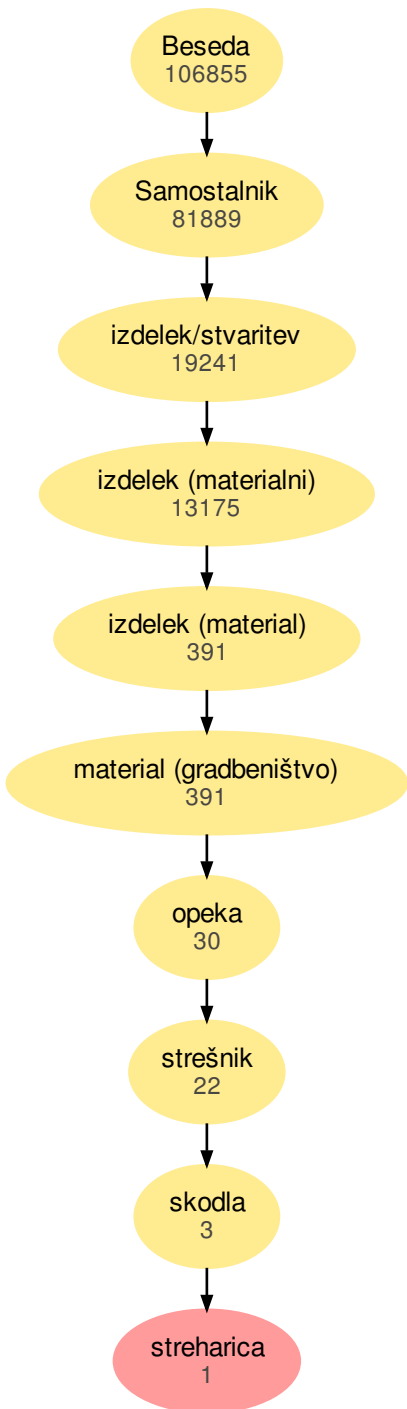 Beseda
106855
Samostalnik
81889
izdelek/stvaritev
19241
izdelek (materialni)
13175
izdelek (material)
391
material (gradbeništvo)
391
opeka
30
strešnik
22
skodla
3
streharica
1